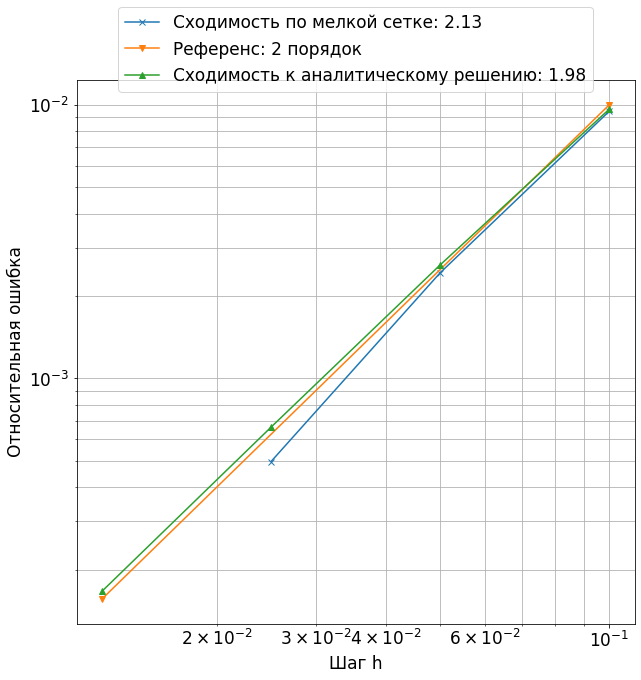 Сходимость по мелкой сетке: 2.13
Референс: 2 порядок
Сходимость к аналитическому решению: 1.98
10⁻²
10⁻³
Относительная ошибка
2 × 10⁻² 3 × 10⁻² 4 × 10⁻² 6 × 10⁻² 10⁻¹
Шаг h